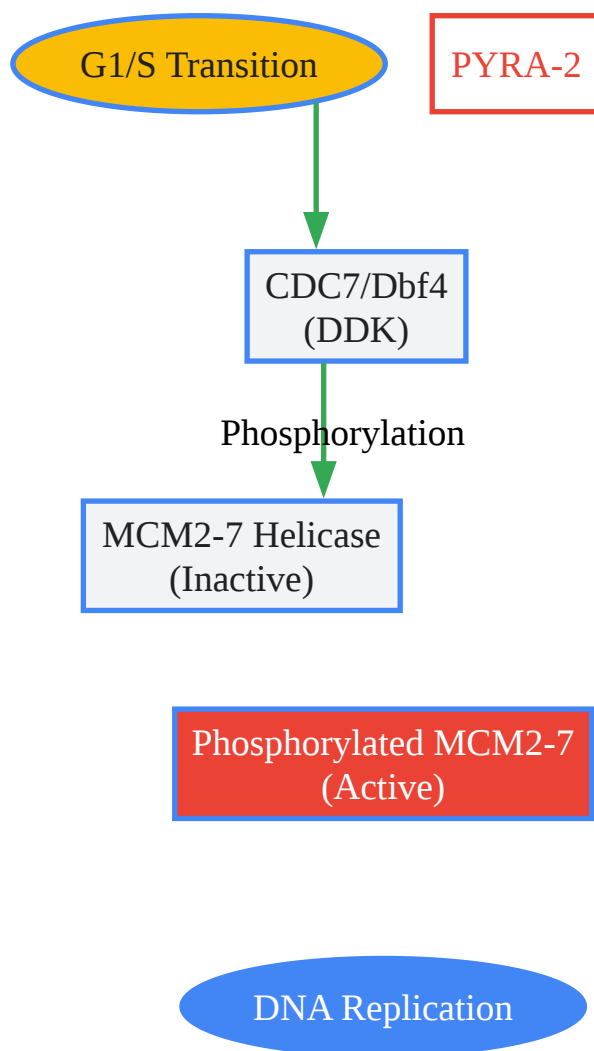 G1/S Transition
PYRA-2
CDC7/Dbf4
(DDK)
Phosphorylation
MCM2-7 Helicase
(Inactive)
Phosphorylated MCM2-7
(Active)
DNA Replication